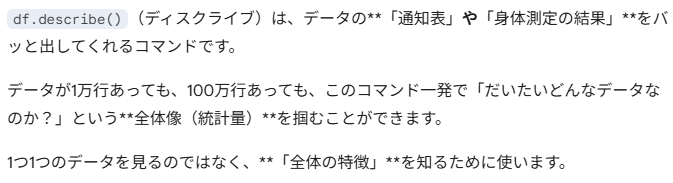 df.describe()（ディスクライブ）は、データの**「通知表」や「身体測定の結果」**をバ
ッと出してくれるコマンドです。
データが1万行あっても、100万行あっても、このコマンド一発で「だいたいどんなデータな
のか？」という**全体像（統計量）**を掴むことができます。
1つ1つのデータを見るのではなく、**「全体の特徴」**を知るために使います。